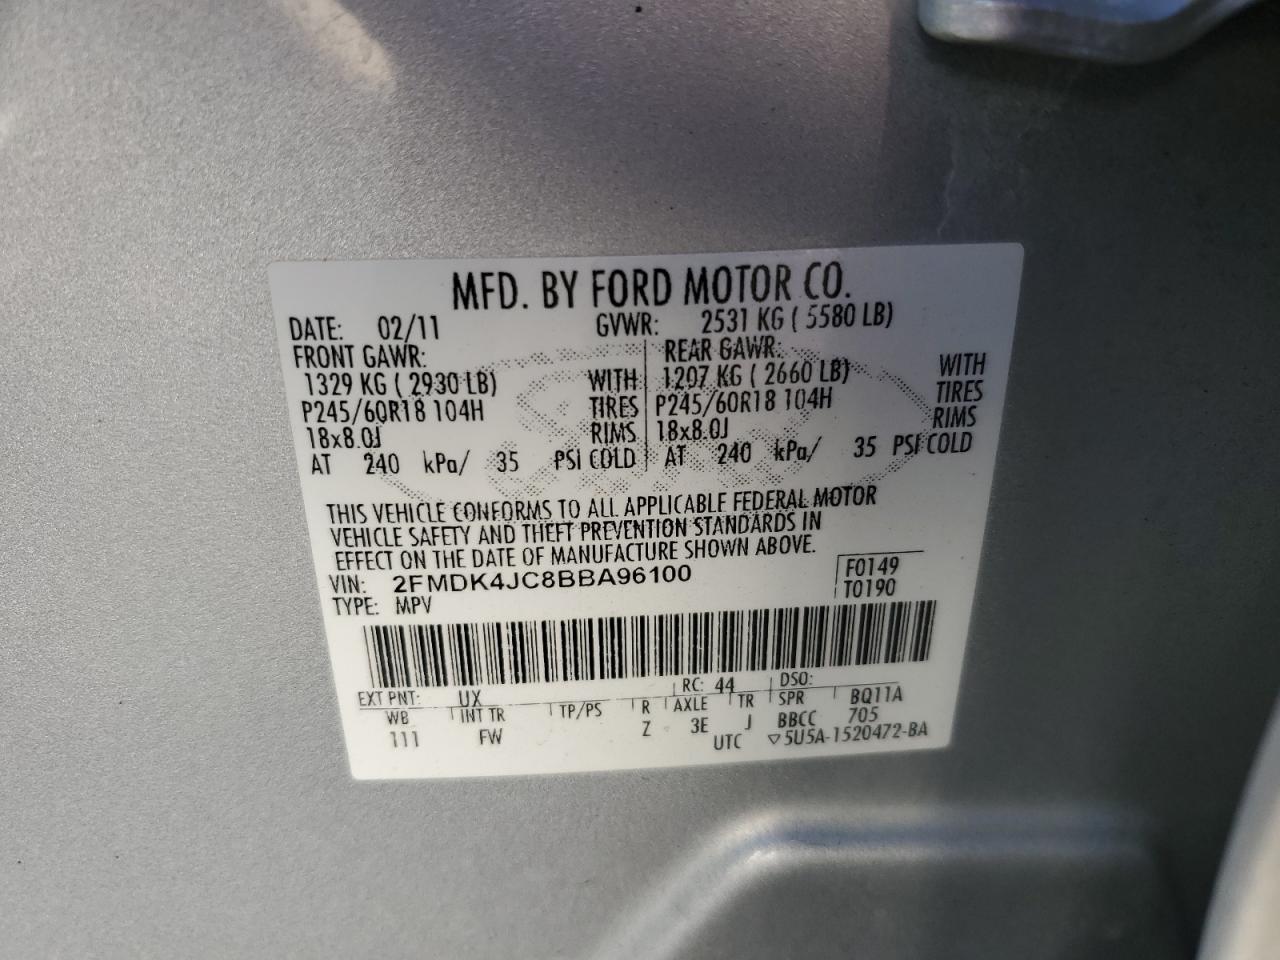 MFD. BY FORD MOTOR CO.
DATE: 02/11 GVWR: 2531 KG ( 5580 LB)
FRONT GAWR: REAR GAWR: WITH
1329 KG ( 2930 LB) WITH 1207 KG ( 2660 LB) TIRES
P245/60R18 104H TIRES P245/60R18 104H RIMS
18x8.0J RIMS 18x8.0J
AT 240 kPa/ 35 PSI COLD AT 240 kPa/ 35 PSI COLD
THIS VEHICLE CONFORMS TO ALL APPLICABLE FEDERAL MOTOR
VEHICLE SAFETY AND THEFT PREVENTION STANDARDS IN
EFFECT ON THE DATE OF MANUFACTURE SHOWN ABOVE.
VIN: 2FMDK4JC8BBA96100 F0149
TYPE: MPV T0190
EXT PNT: UX RC: 44 DSO:
WB INT TR TP/PS R AXLE TR SPR BQ11A
111 FW Z 3E J BBCC 705
UTC ▽5U5A-1520472-BA